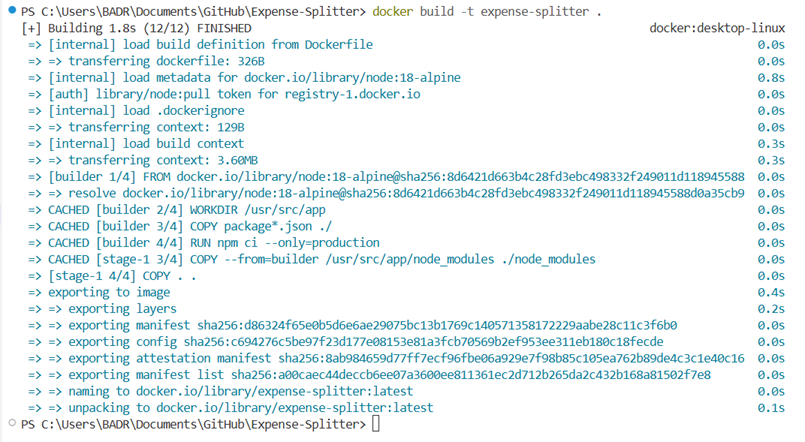 PS C:\Users\BADR\Documents\GitHub\Expense-Splitter> docker build -t expense-splitter .
[+] Building 1.8s (12/12) FINISHED docker:desktop-linux
=> [internal] load build definition from Dockerfile 0.0s
=> => transferring dockerfile: 326B 0.0s
=> [internal] load metadata for docker.io/library/node:18-alpine 0.8s
=> [auth] library/node:pull token for registry-1.docker.io 0.0s
=> [internal] load .dockerignore 0.0s
=> => transferring context: 129B 0.0s
=> [internal] load build context 0.3s
=> => transferring context: 3.60MB 0.3s
=> [builder 1/4] FROM docker.io/library/node:18-alpine@sha256:8d6421d663b4c28fd3ebc498332f249011d118945588 0.0s
=> => resolve docker.io/library/node:18-alpine@sha256:8d6421d663b4c28fd3ebc498332f249011d118945588d0a35cb9 0.0s
=> CACHED [builder 2/4] WORKDIR /usr/src/app 0.0s
=> CACHED [builder 3/4] COPY package*.json ./ 0.0s
=> CACHED [builder 4/4] RUN npm ci --only=production 0.0s
=> CACHED [stage-1 3/4] COPY --from=builder /usr/src/app/node_modules ./node_modules 0.0s
=> [stage-1 4/4] COPY . . 0.0s
=> exporting to image 0.4s
=> => exporting layers 0.2s
=> => exporting manifest sha256:d86324f65e0b5d6e6ae29075bc13b1769c140571358172229aabe28c11c3f6b0 0.0s
=> => exporting config sha256:c694276c5be97f23d177e08153e81a3fcb70569b2ef953ee311eb180c18fecde 0.0s
=> => exporting attestation manifest sha256:8ab984659d77ff7ecf96fbe06a929e7f98b85c105ea762b89de4c3c1e40c16 0.0s
=> => exporting manifest list sha256:a00caec44deccb6ee07a3600ee811361ec2d712b265da2c432b168a81502f7e8 0.0s
=> => naming to docker.io/library/expense-splitter:latest 0.0s
=> => unpacking to docker.io/library/expense-splitter:latest 0.1s
PS C:\Users\BADR\Documents\GitHub\Expense-Splitter>